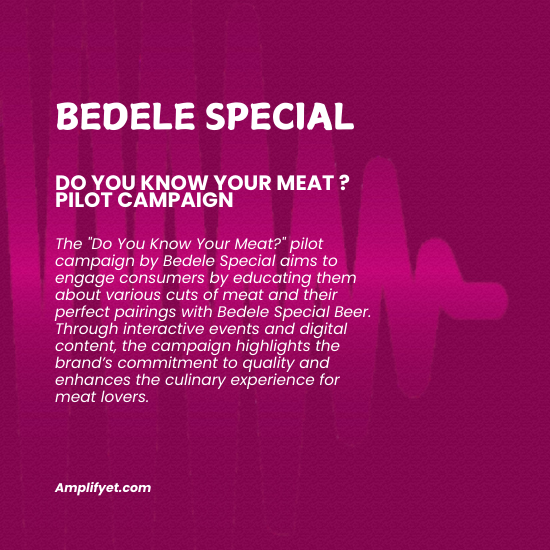 BEDELE SPECIAL
DO YOU KNOW YOUR MEAT ?
PILOT CAMPAIGN
The "Do You Know Your Meat?" pilot
campaign by Bedele Special aims to
engage consumers by educating them
about various cuts of meat and their
perfect pairings with Bedele Special Beer.
Through interactive events and digital
content, the campaign highlights the
brand's commitment to quality and
enhances the culinary experience for
meat lovers.
Amplifyet.com